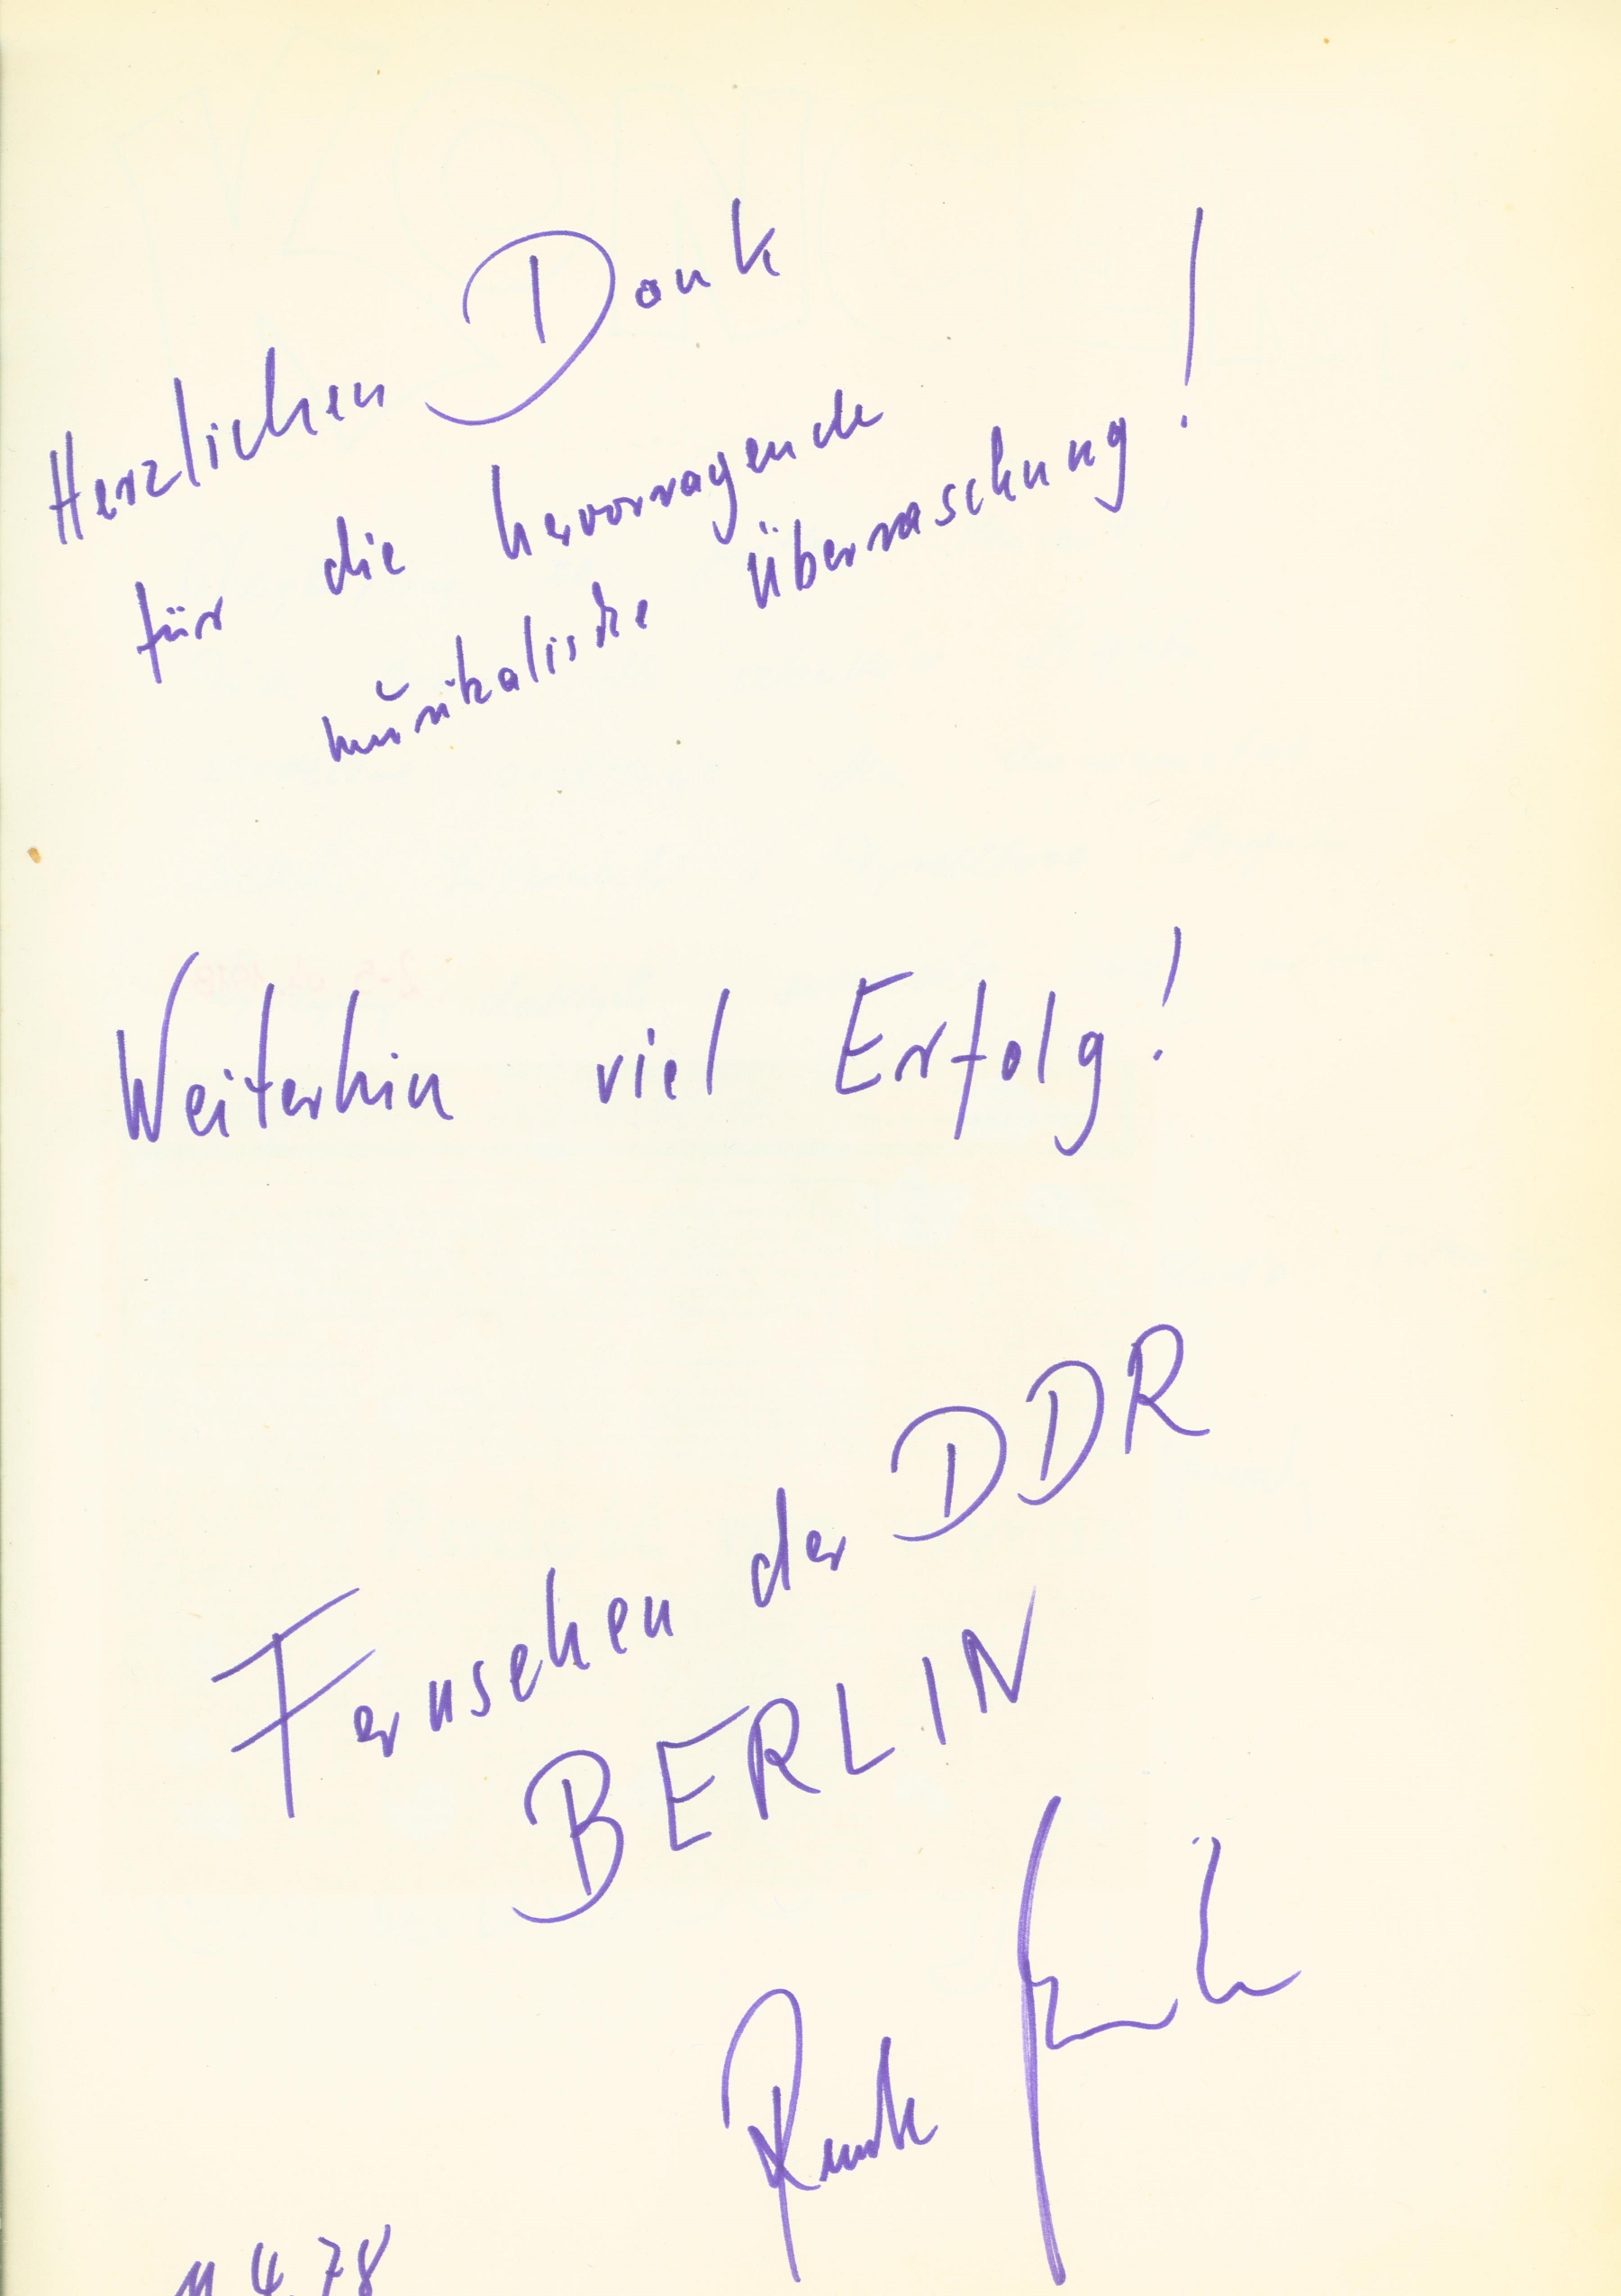 Herzlichen Dank
für die hervorragende
musikalische Überraschung!
Weiterhin viel Erfolg!
Fernsehen der DDR
BERLIN
11.4.78